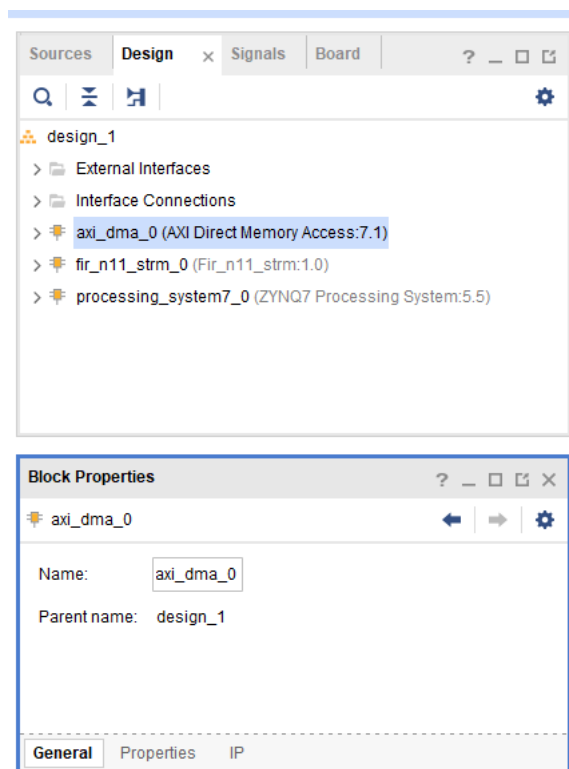 Sources Design × Signals Board ? _
design_1
External Interfaces
Interface Connections
axi_dma_0 (AXI Direct Memory Access:7.1)
fir_n11_strm_0 (Fir_n11_strm:1.0)
processing_system7_0 (ZYNQ7 Processing System:5.5)
Block Properties ? _ ×
axi_dma_0
Name: axi_dma_0
Parent name: design_1
General Properties IP